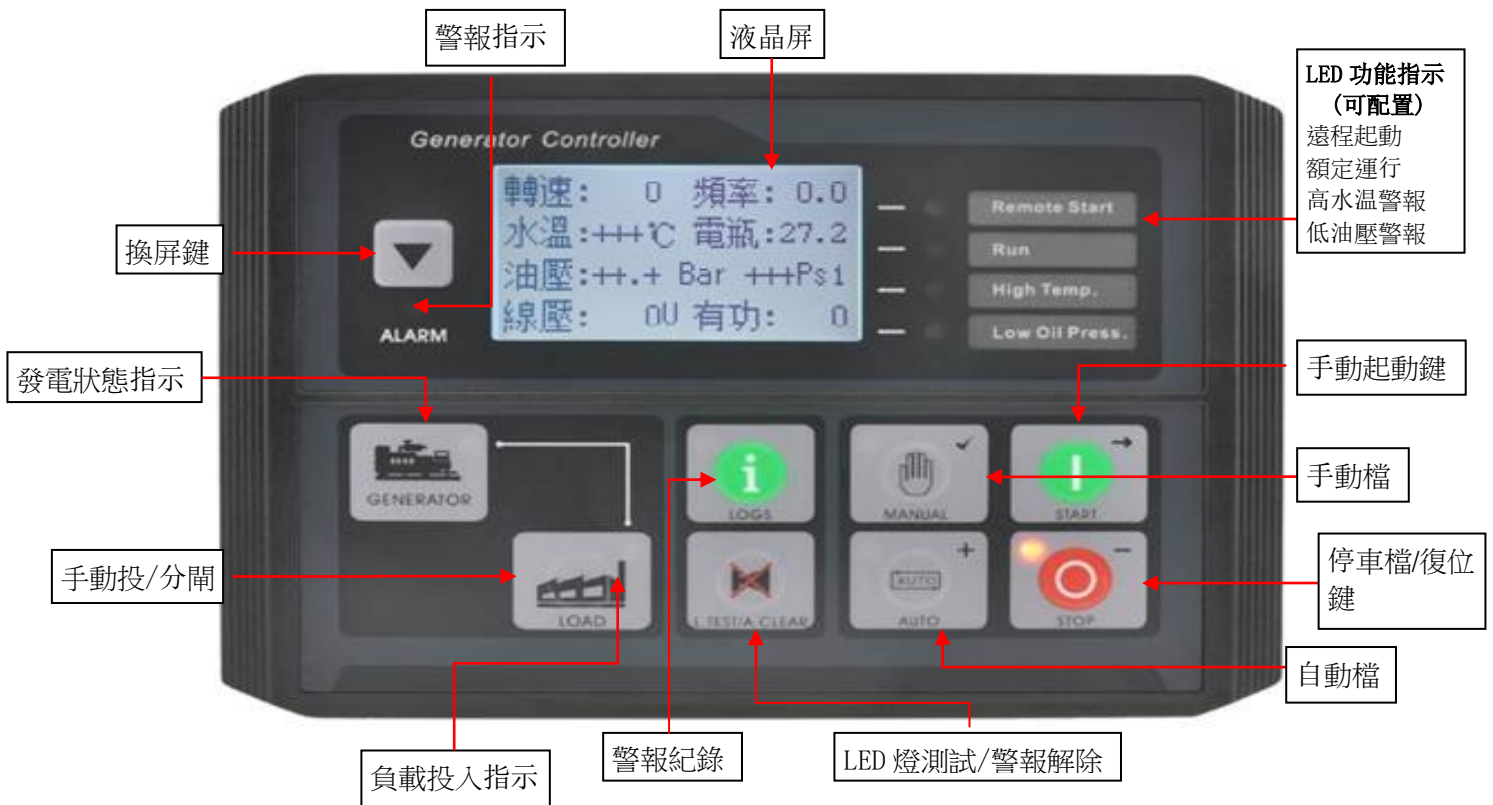 警報指示
液晶屏
LED 功能指示
(可配置)
遠程起動
額定運行
高水温警報
低油壓警報
Generator Controller
轉速: 0 頻率: 0.0
水溫:+++℃ 電瓶:27.2
油壓:++.+ Bar +++Psi
線壓: 0U 有功: 0
Remote Start
Run
High Temp.
Low Oil Press.
換屏鍵
ALARM
發電狀態指示
手動起動鍵
GENERATOR
LOGS
MANUAL
START
手動檔
手動投/分閘
LOAD
L.TEST/A.CLEAR
AUTO
AUTO
STOP
停車檔/復位
鍵
自動檔
負載投入指示
警報紀錄
LED 燈測試/警報解除